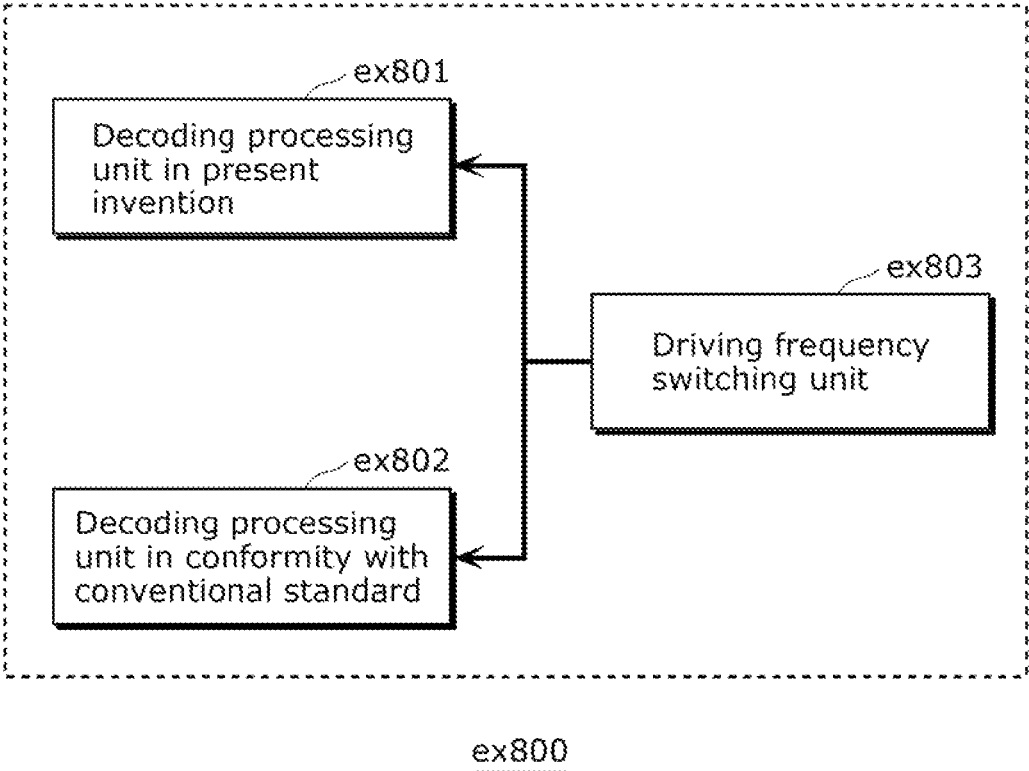 ex801
Decoding processing
unit in present
invention
ex803
Driving frequency
switching unit
ex802
Decoding processing
unit in conformity with
conventional standard
ex800